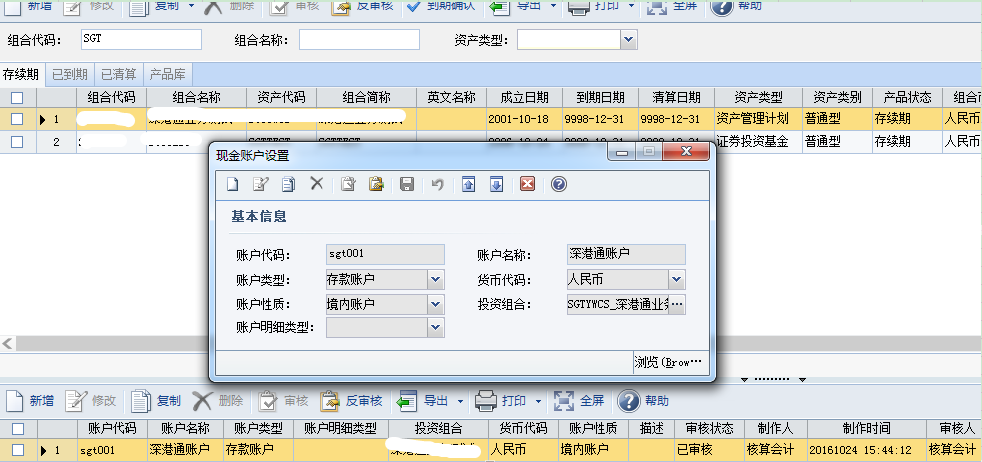 新增 修改 复制 删除 审核 反审核 到期确认 导出 打印 全屏 帮助
组合代码: SGT 组合名称: 资产类型:
存续期 已到期 已清算 产品库
组合代码 组合名称 资产代码 组合简称 英文名称 成立日期 到期日期 清算日期 资产类型 资产类别 产品状态 组合币
1 2001-10-18 9998-12-31 9998-12-31 资产管理计划 普通型 存续期 人民币
2 证券投资基金 普通型 存续期 人民币
现金账户设置
基本信息
账户代码: sgt001 账户名称: 深港通账户
账户类型: 存款账户 货币代码: 人民币
账户性质: 境内账户 投资组合: SGTYWCS_深港通业务…
账户明细类型:
浏览(Brow…
新增 修改 复制 删除 审核 反审核 导出 打印 全屏 帮助
账户代码 账户名称 账户类型 账户明细类型 投资组合 货币代码 账户性质 描述 审核状态 制作人 制作时间 审核人
1 sgt001 深港通账户 存款账户 人民币 境内账户 已审核 核算会计 20161024 15:44:12 核算会计